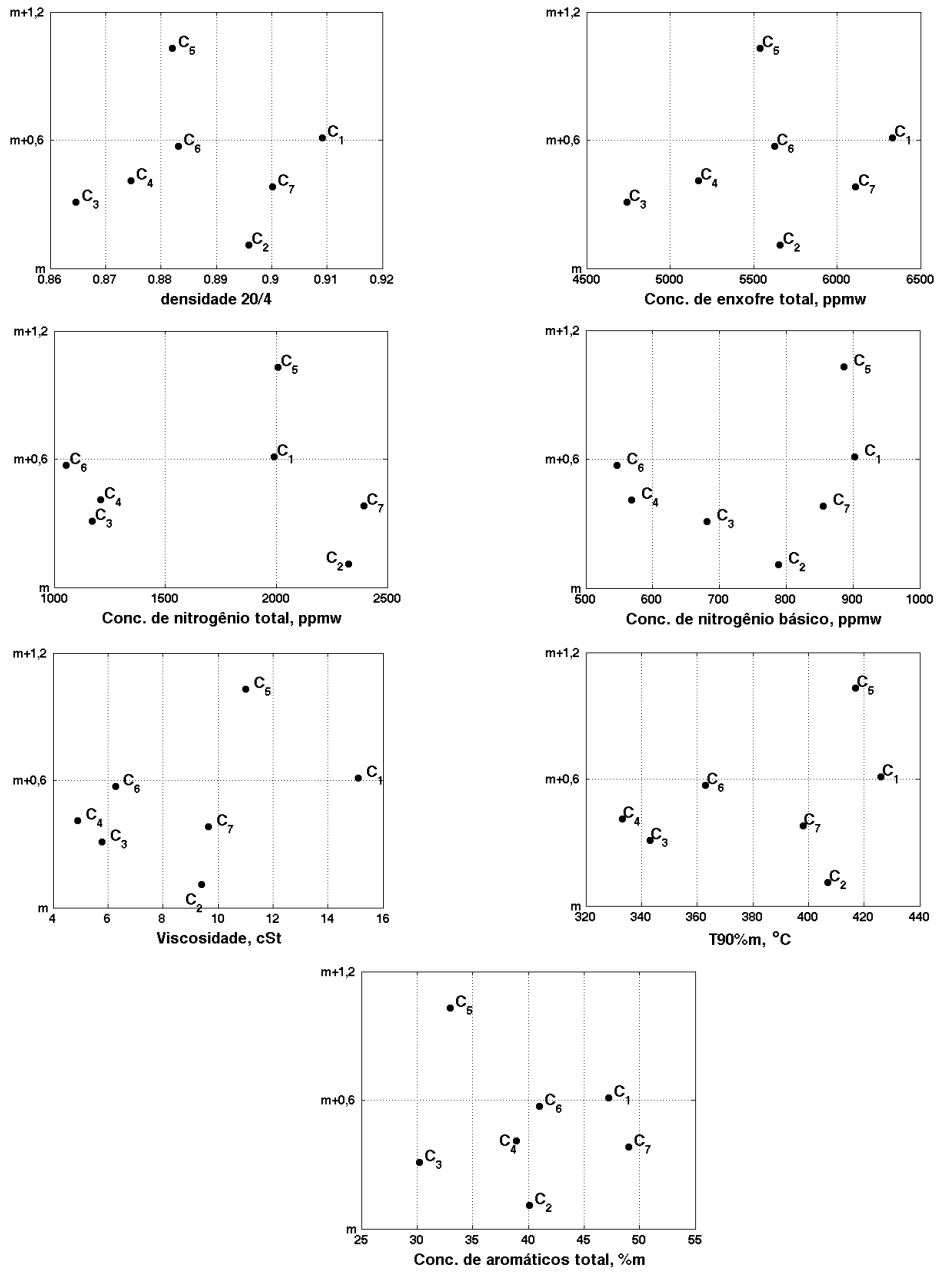 m+1,2 m+1,2
C5 C5
m+0,6 C1 m+0,6 C1
C6 C6
C4 C7 C4 C7
C3 C3
C2 C2
m m
0.86 0.87 0.88 0.89 0.9 0.91 0.92 4500 5000 5500 6000 6500
densidade 20/4 Conc. de enxofre total, ppmw
m+1,2 m+1,2
C5 C5
m+0,6 C1 m+0,6 C1
C6 C6
C4 C7 C4 C7
C3 C3
C2 C2
m m
1000 1500 2000 2500 500 600 700 800 900 1000
Conc. de nitrogênio total, ppmw Conc. de nitrogênio básico, ppmw
m+1,2 m+1,2
C5 C5
m+0,6 C1 m+0,6 C1
C6 C6
C4 C7 C4 C7
C3 C3
C2 C2
m m
4 6 8 10 12 14 16 320 340 360 380 400 420 440
Viscosidade, cSt T90%m, °C
m+1,2
C5
m+0,6 C1
C6
C4 C7
C3
C2
m
25 30 35 40 45 50 55
Conc. de aromáticos total, %m